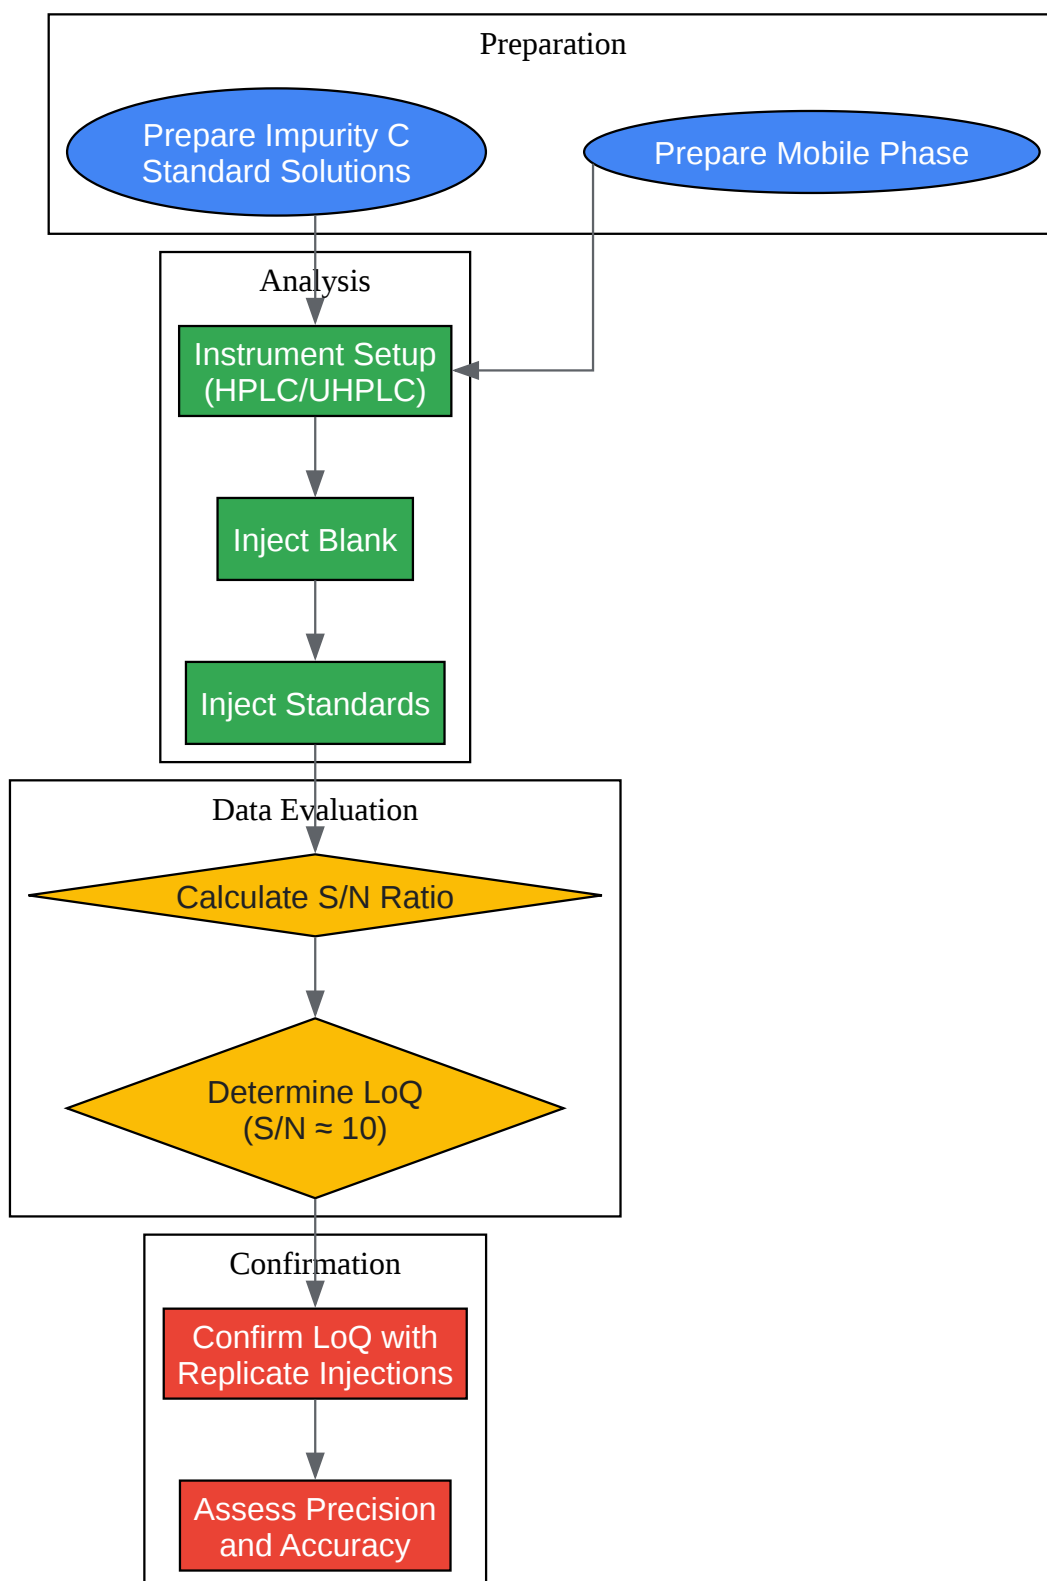 Preparation
Prepare Impurity C
Standard Solutions
Prepare Mobile Phase
Analysis
Instrument Setup
(HPLC/UHPLC)
Inject Blank
Inject Standards
Data Evaluation
Calculate S/N Ratio
Determine LoQ
(S/N ≈ 10)
Confirmation
Confirm LoQ with
Replicate Injections
Assess Precision
and Accuracy